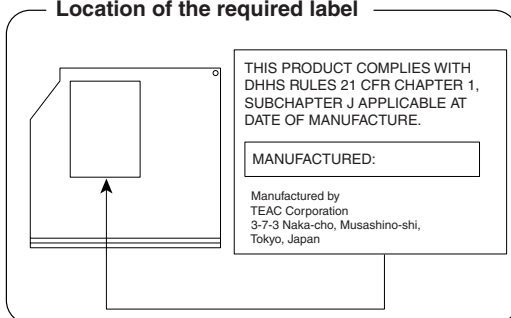 Location of the required label
THIS PRODUCT COMPLIES WITH
DHHS RULES 21 CFR CHAPTER 1,
SUBCHAPTER J APPLICABLE AT
DATE OF MANUFACTURE.
MANUFACTURED:
Manufactured by
TEAC Corporation
3-7-3 Naka-cho, Musashino-shi,
Tokyo, Japan